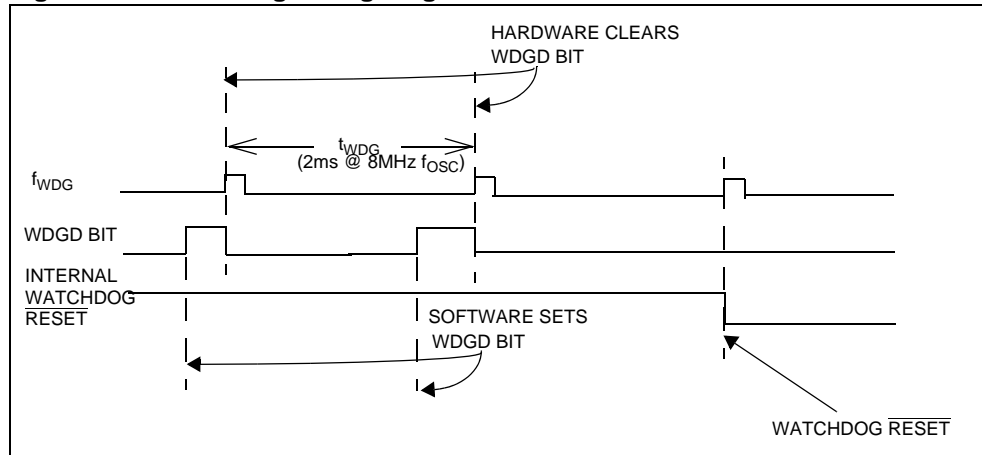 HARDWARE CLEARS
WDGD BIT
tWDG
(2ms @ 8MHz fOSC)
fWDG
WDGD BIT
INTERNAL
WATCHDOG
RESET
SOFTWARE SETS
WDGD BIT
WATCHDOG RESET